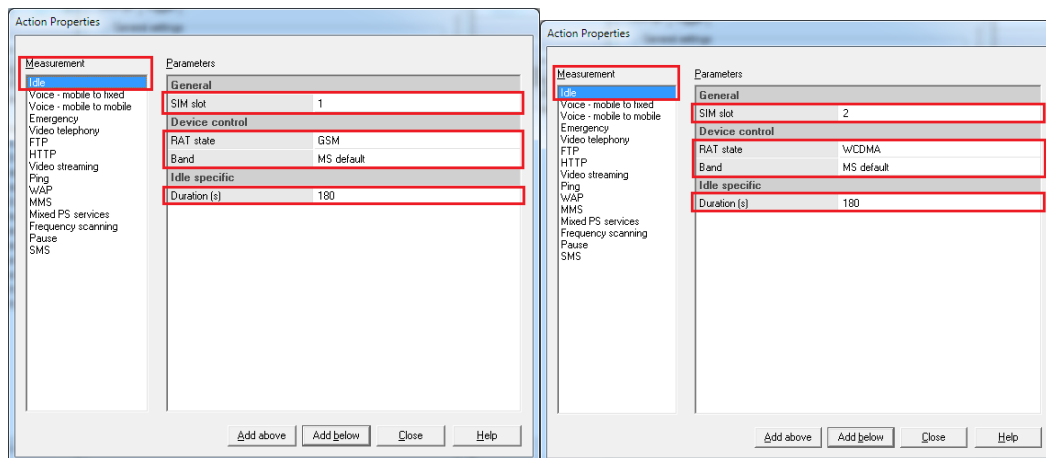 Action Properties
Measurement
Idle
Voice - mobile to fixed
Voice - mobile to mobile
Emergency
Video telephony
FTP
HTTP
Video streaming
Ping
WAP
MMS
Mixed PS services
Frequency scanning
Pause
SMS
Parameters
General
SIM slot 1
Device control
RAT state GSM
Band MS default
Idle specific
Duration (s) 180
Add above Add below Close Help
Action Properties
Measurement
Idle
Voice - mobile to fixed
Voice - mobile to mobile
Emergency
Video telephony
FTP
HTTP
Video streaming
Ping
WAP
MMS
Mixed PS services
Frequency scanning
Pause
SMS
Parameters
General
SIM slot 2
Device control
RAT state WCDMA
Band MS default
Idle specific
Duration (s) 180
Add above Add below Close Help